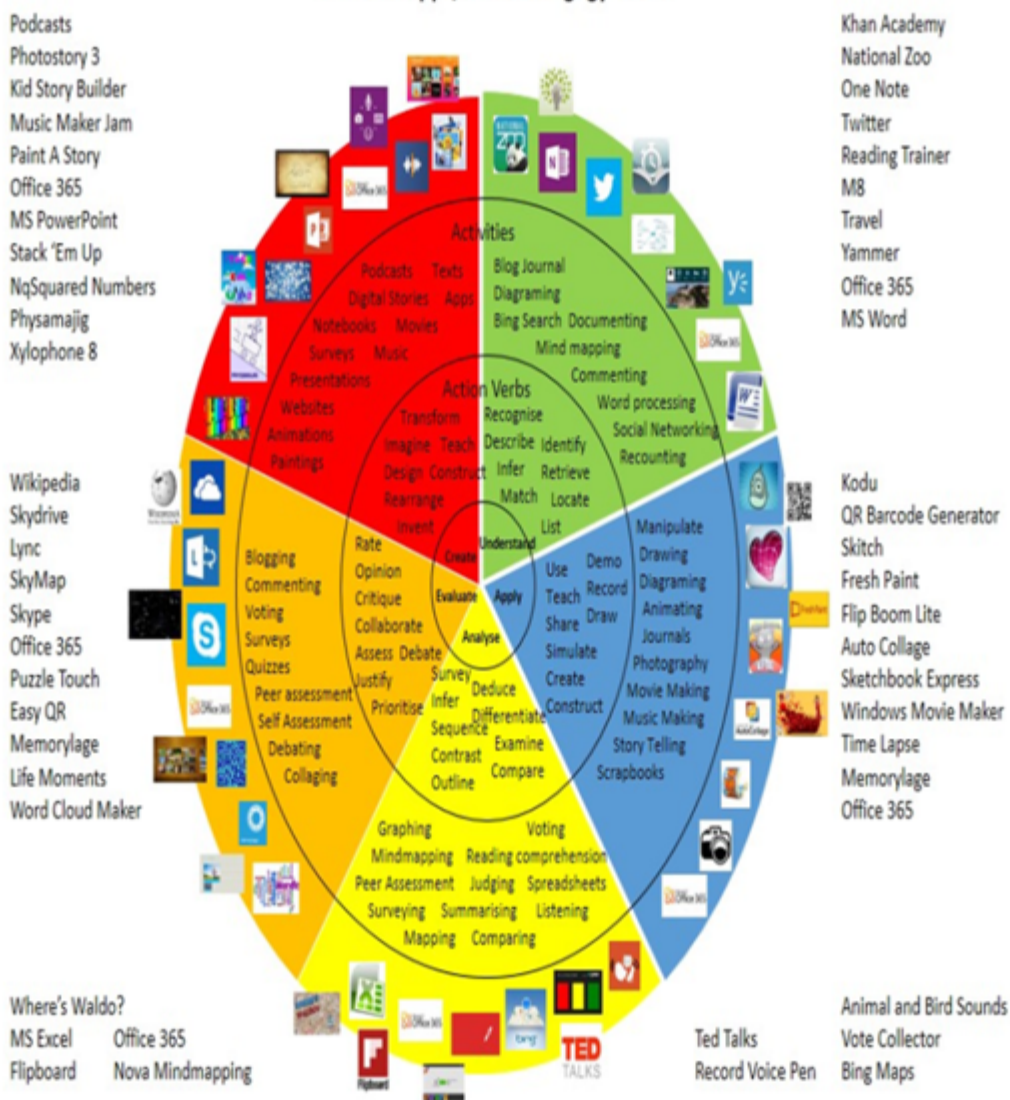 Podcasts
Photostory 3
Kid Story Builder
Music Maker Jam
Paint A Story
Office 365
MS PowerPoint
Stack 'Em Up
NqSquared Numbers
Physamajig
Xylophone 8
Khan Academy
National Zoo
One Note
Twitter
Reading Trainer
M8
Travel
Yammer
Office 365
MS Word
Activities
Podcasts Texts
Digital Stories Apps
Notebooks Movies
Surveys Music
Presentations
Websites
Animations
Paintings
Blog Journal
Diagraming
Bing Search Documenting
Mind mapping
Commenting
Word processing
Social Networking
Recounting
Action Verbs
Transform
Imagine Teach
Design Construct
Rearrange
Invent
Create
Recognise
Describe Identify
Infer Retrieve
Match Locate
List
Understand
Wikipedia
Skydrive
Lync
SkyMap
Skype
Office 365
Puzzle Touch
Easy QR
Memorylage
Life Moments
Word Cloud Maker
Blogging
Commenting
Voting
Surveys
Quizzes
Peer assessment
Self Assessment
Debating
Collaging
Rate
Opinion
Critique
Collaborate
Assess Debate
Justify
Prioritise
Evaluate
Apply
Analyse
Use Demo
Teach Record
Share Draw
Simulate
Create
Construct
Manipulate
Drawing
Diagraming
Animating
Journals
Photography
Movie Making
Music Making
Story Telling
Scrapbooks
Kodu
QR Barcode Generator
Skitch
Fresh Paint
Flip Boom Lite
Auto Collage
Sketchbook Express
Windows Movie Maker
Time Lapse
Memorylage
Office 365
Survey
Infer Deduce
Sequence Differentiate
Contrast Examine
Outline Compare
Graphing Voting
Mindmapping Reading comprehension
Peer Assessment Judging Spreadsheets
Surveying Summarising Listening
Mapping Comparing
Where's Waldo?
MS Excel Office 365
Flipboard Nova Mindmapping
Flipboard
TED
TALKS
Animal and Bird Sounds
Ted Talks Vote Collector
Record Voice Pen Bing Maps